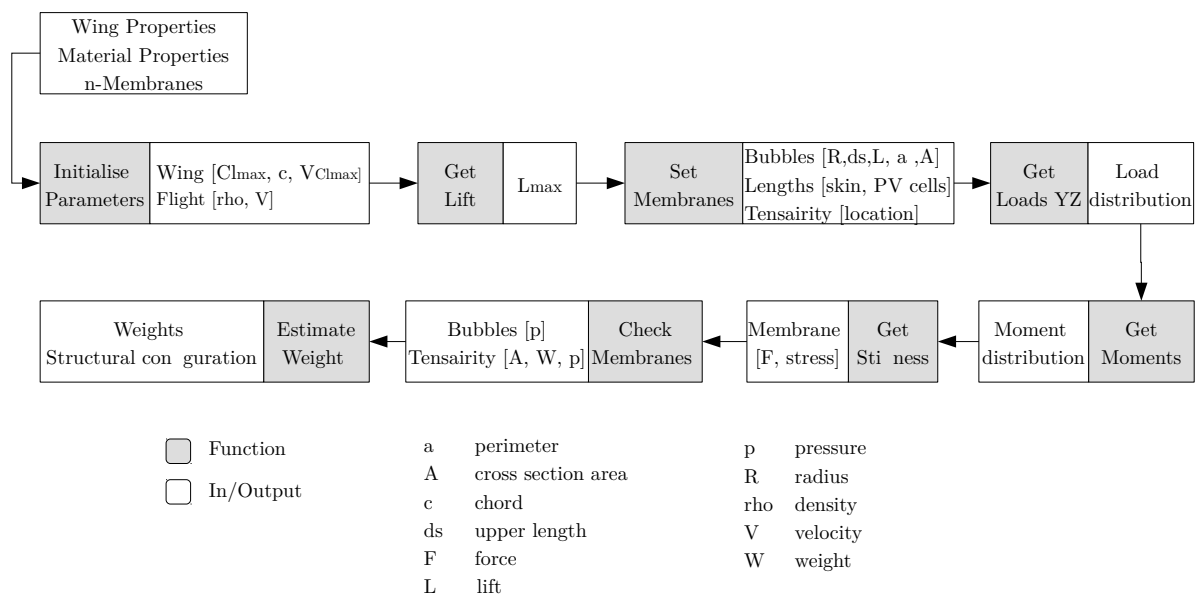 Wing Properties
Material Properties
n-Membranes
Initialise
Parameters
Wing [Clmax, c, VClmax]
Flight [rho, V]
Get
Lift
Lmax
Set
Membranes
Bubbles [R,ds,L, a ,A]
Lengths [skin, PV cells]
Tensairity [location]
Get
Loads YZ
Load
distribution
Weights
Structural con guration
Estimate
Weight
Bubbles [p]
Tensairity [A, W, p]
Check
Membranes
Membrane
[F, stress]
Get
Sti ness
Moment
distribution
Get
Moments
Function
In/Output
a perimeter
A cross section area
c chord
ds upper length
F force
L lift
p pressure
R radius
rho density
V velocity
W weight